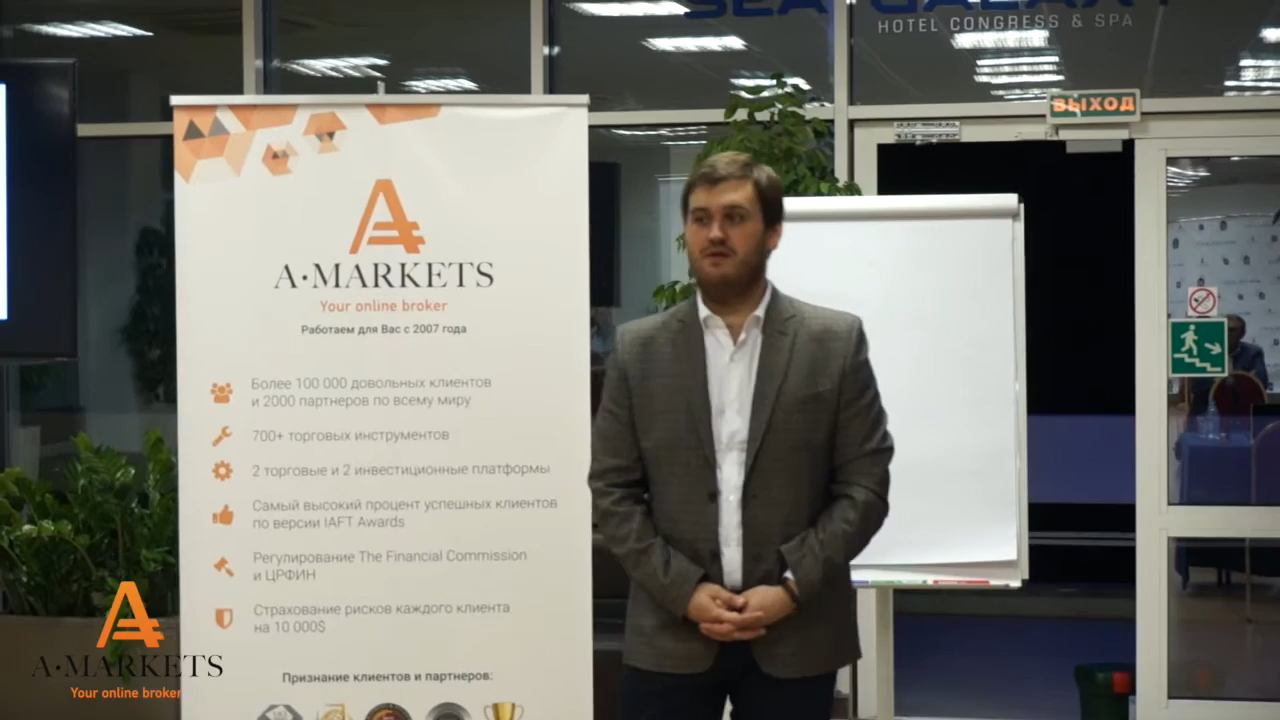 SEA GALAXY
HOTEL CONGRESS & SPA
ВЫХОД
A•MARKETS
Your online broker
Работаем для Вас с 2007 года
Более 100 000 довольных клиентов
и 2000 партнеров по всему миру
700+ торговых инструментов
2 торговые и 2 инвестиционные платформы
Самый высокий процент успешных клиентов
по версии IAFT Awards
Регулирование The Financial Commission
и ЦРФИН
Страхование рисков каждого клиента
на 10 000$
Признание клиентов и партнеров:
A•MARKETS
Your online broker